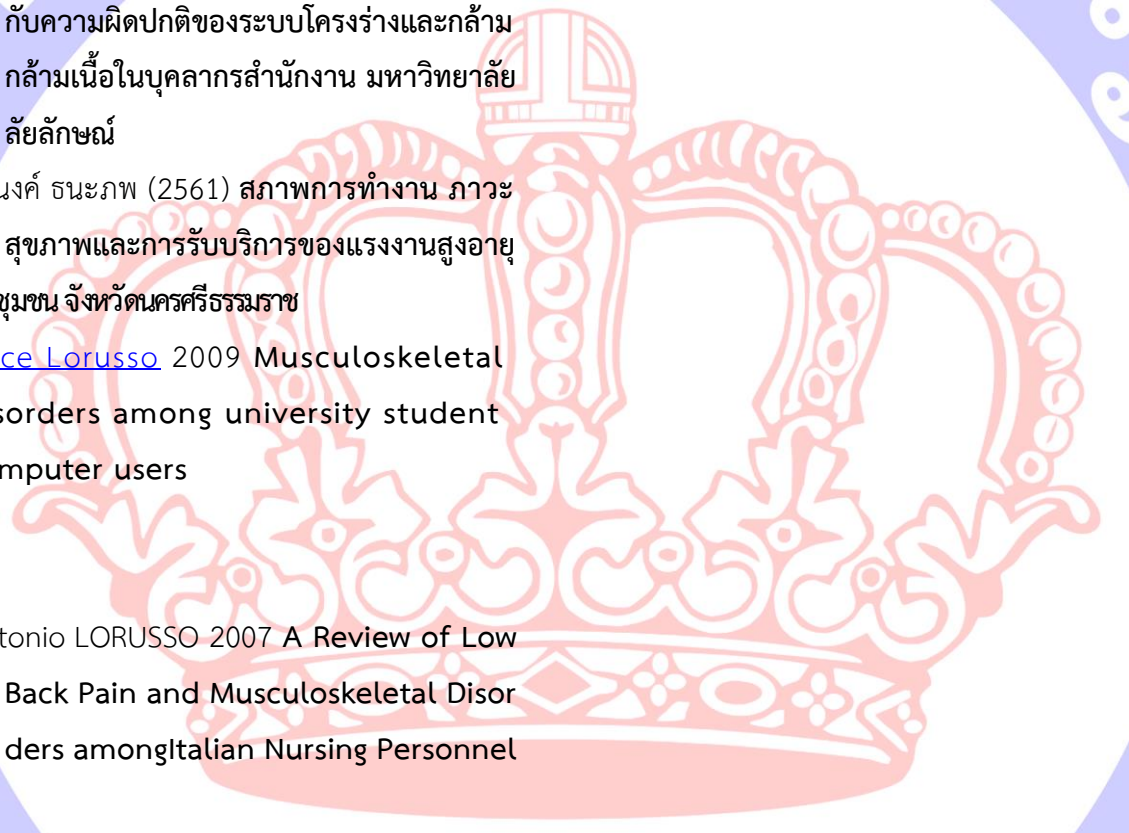 กับความผิดปกติของระบบโครงร่างและกล้าม
กล้ามเนื้อในบุคลากรสำนักงาน มหาวิทยาลัย
ลัยลักษณ์
นงค์ ธนะภพ (2561) สภาพการทำงาน ภาวะ
สุขภาพและการรับบริการของแรงงานสูงอายุ
ชุมชน จังหวัดนครศรีธรรมราช
ce Lorusso 2009 Musculoskeletal
sorders among university student
mputer users
tonio LORUSSO 2007 A Review of Low
Back Pain and Musculoskeletal Disor
ders amongItalian Nursing Personnel